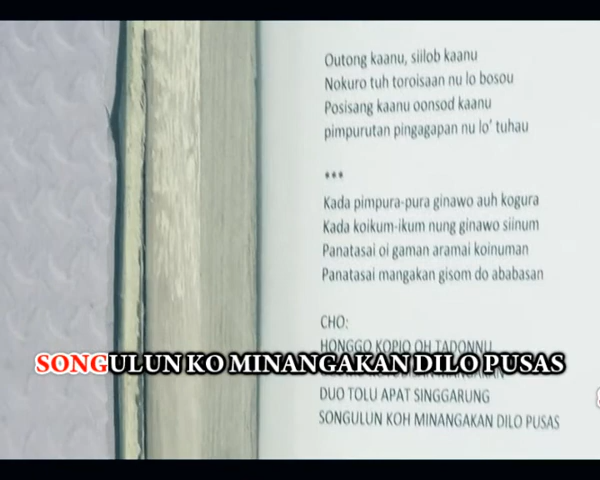 Outong kaanu, siilob kaanu
Nokuro tuh toroisaan nu lo bosou
Posisang kaanu oonsod kaanu
pimpurutan pingagapan nu lo' tuhau
***
Kada pimpura-pura ginawo auh kogura
Kada koikum-ikum nung ginawo siinum
Panatasai oi gaman aramai koinuman
Panatasai mangakan gisom do ababasan
CHO:
HONGGO KOPIO OH TADONNU
SONGULUN KO MINANGAKAN DILO PUSAS
DUO TOLU APAT SINGGARUNG
SONGULUN KOH MINANGAKAN DILO PUSAS